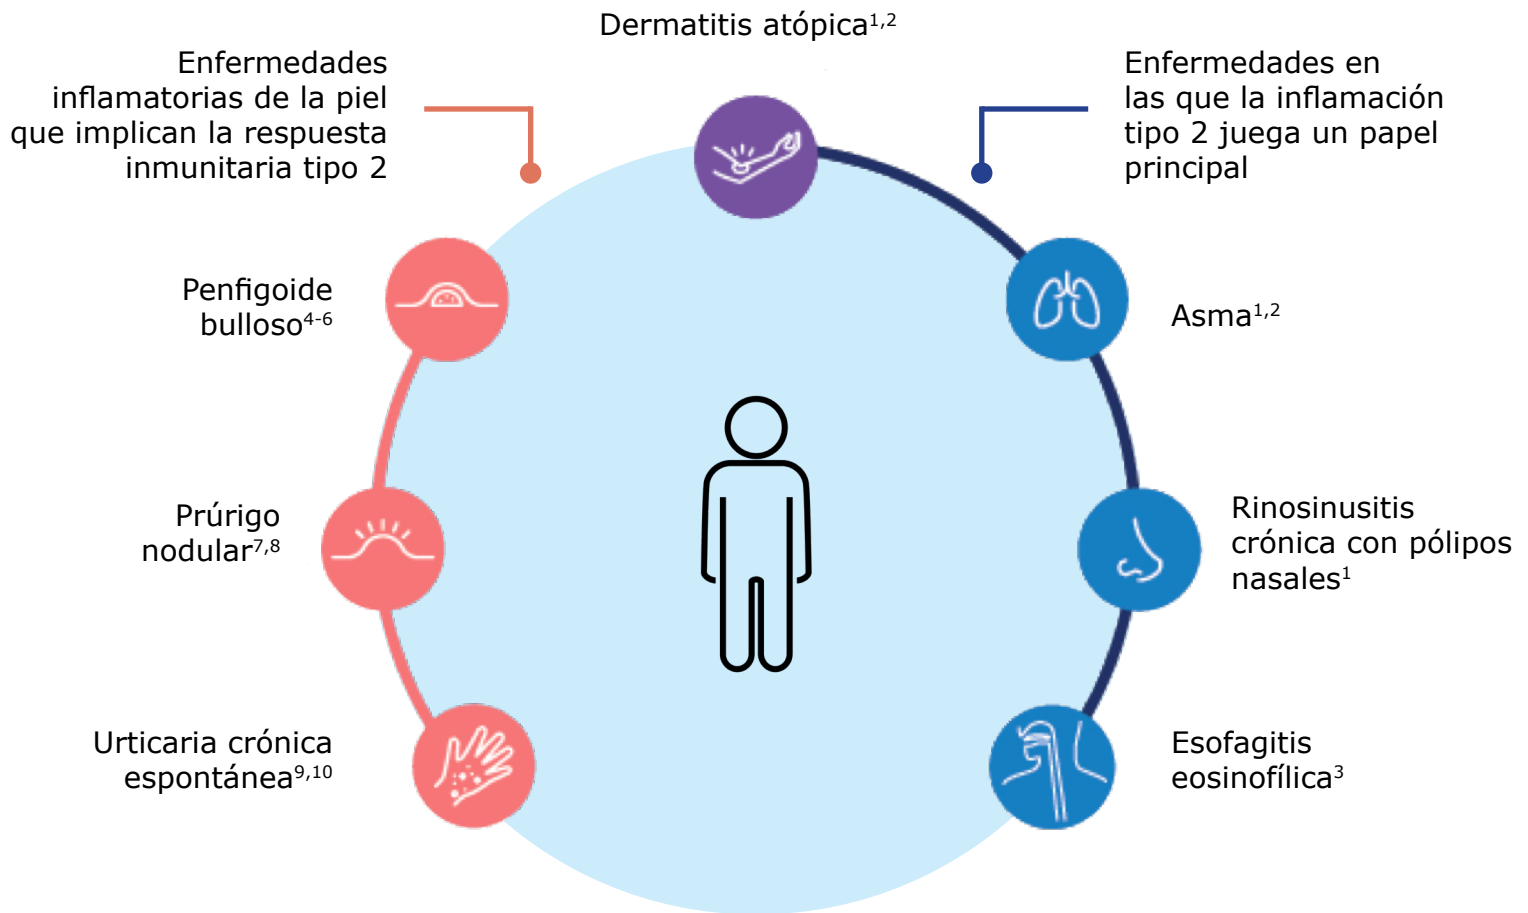 Dermatitis atópica1,2
Enfermedades
inflamatorias de la piel
que implican la respuesta
inmunitaria tipo 2
Enfermedades en
las que la inflamación
tipo 2 juega un papel
principal
Penfigoide
bulloso4-6
Asma1,2
Prúrigo
nodular7,8
Rinosinusitis
crónica con pólipos
nasales1
Urticaria crónica
espontánea9,10
Esofagitis
eosinofílica3